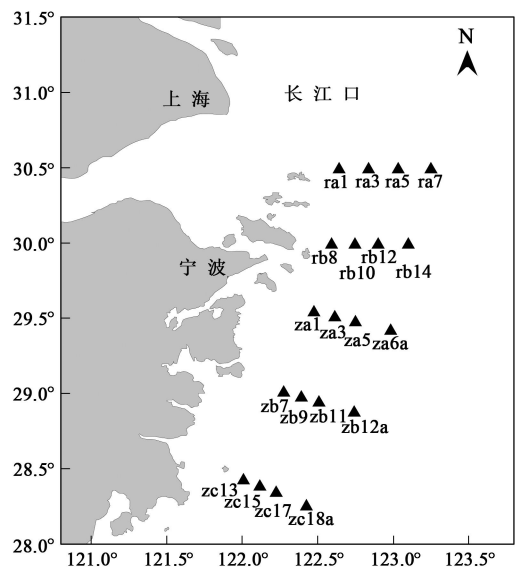 31.5°
N
31.0°
上海
长江口
30.5°
ra1 ra3 ra5 ra7
30.0°
rb8 rb12
rb10 rb14
宁波
29.5°
za1 za3 za5 za6a
29.0°
zb7 zb9 zb11 zb12a
28.5°
zc13 zc15 zc17 zc18a
28.0°
121.0° 121.5° 122.0° 122.5° 123.0° 123.5°